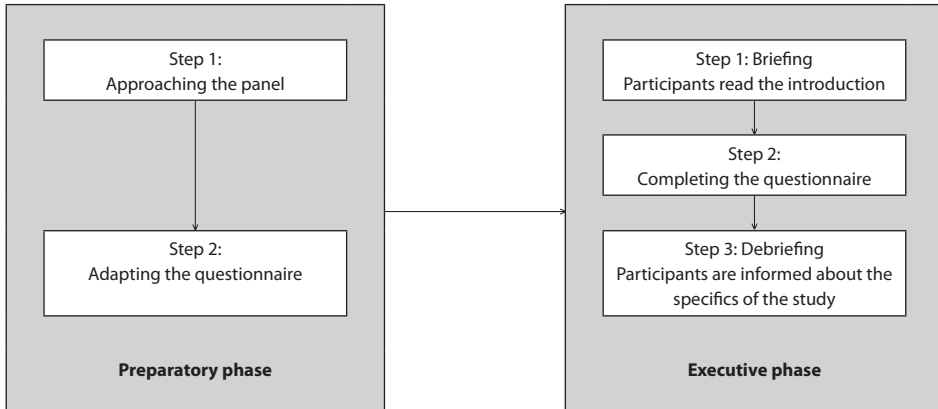 Step 1:
Approaching the panel
Step 2:
Adapting the questionnaire
Preparatory phase
Step 1: Briefing
Participants read the introduction
Step 2:
Completing the questionnaire
Step 3: Debriefing
Participants are informed about the
specifics of the study
Executive phase